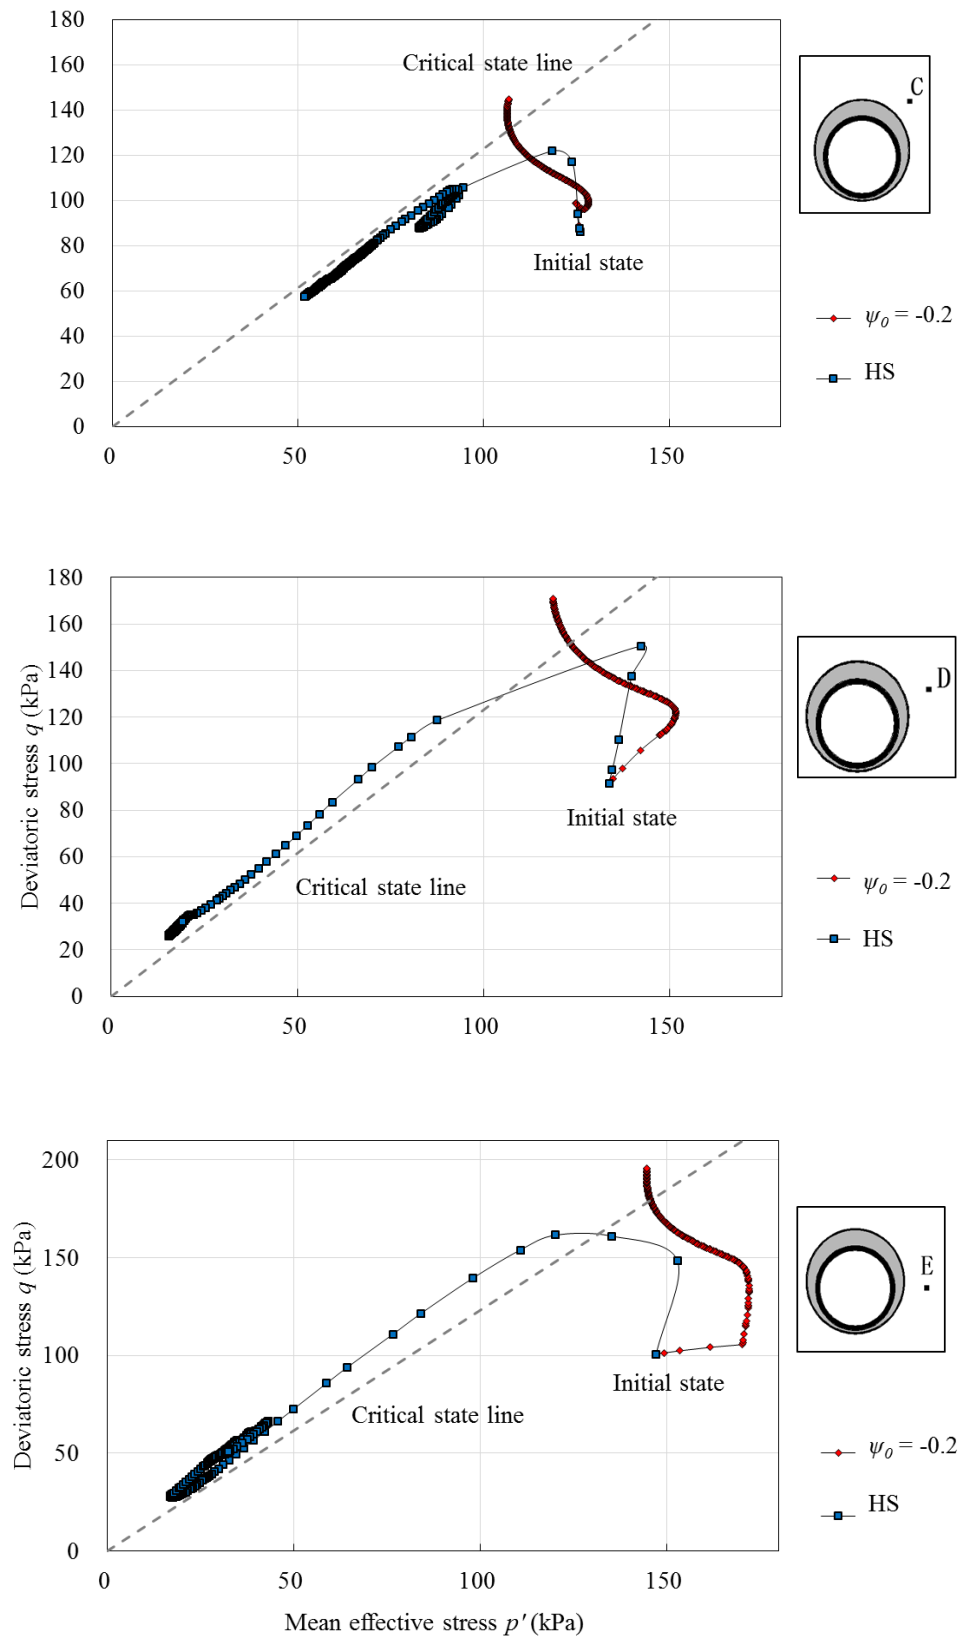 180
160
Critical state line
C
140
120
100
80
Initial state
60
ψ0 = -0.2
40
HS
20
0
0 50 100 150
180
160
140
D
120
100
80
Initial state
60
Critical state line
ψ0 = -0.2
40
HS
20
0
Deviatoric stress q (kPa)
0 50 100 150
200
E
150
100
Initial state
Critical state line
ψ0 = -0.2
50
HS
0
Deviatoric stress q (kPa)
0 50 100 150
Mean effective stress p' (kPa)